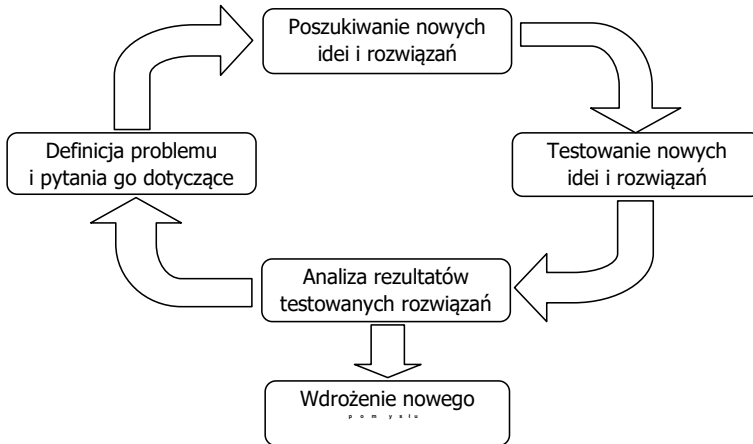 Poszukiwanie nowych
idei i rozwiązań
Definicja problemu
i pytania go dotyczące
Testowanie nowych
idei i rozwiązań
Analiza rezultatów
testowanych rozwiązań
Wdrożenie nowego
pomysłu